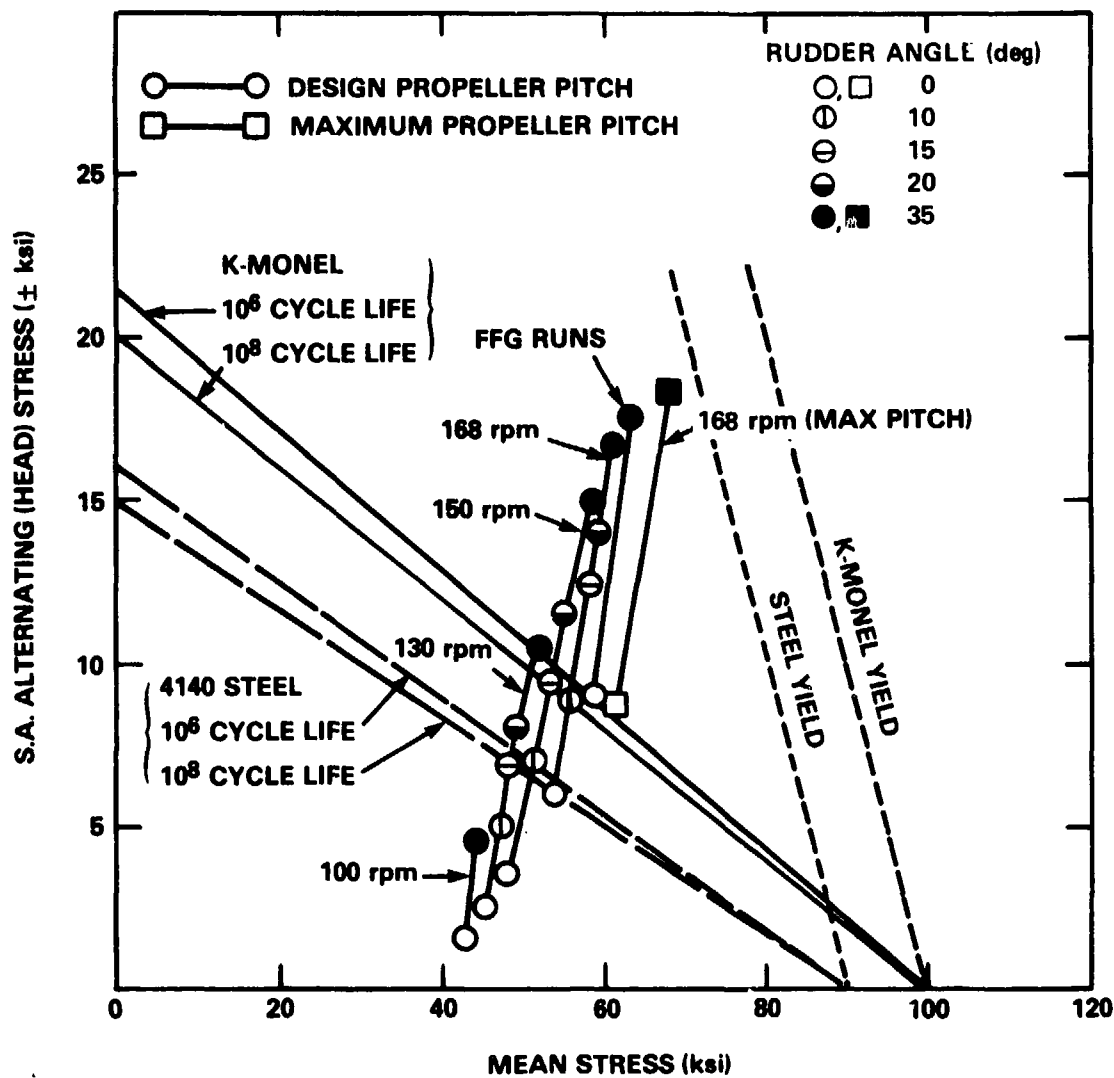 RUDDER ANGLE (deg)
DESIGN PROPELLER PITCH
MAXIMUM PROPELLER PITCH
, 0
10
15
20
, 35
S.A. ALTERNATING (HEAD) STRESS (± ksi)
25
20
15
10
5
K-MONEL
10⁶ CYCLE LIFE
10⁸ CYCLE LIFE
FFG RUNS
168 rpm
168 rpm (MAX PITCH)
150 rpm
130 rpm
4140 STEEL
10⁶ CYCLE LIFE
10⁸ CYCLE LIFE
100 rpm
STEEL YIELD
K-MONEL YIELD
0 20 40 60 80 100 120
MEAN STRESS (ksi)